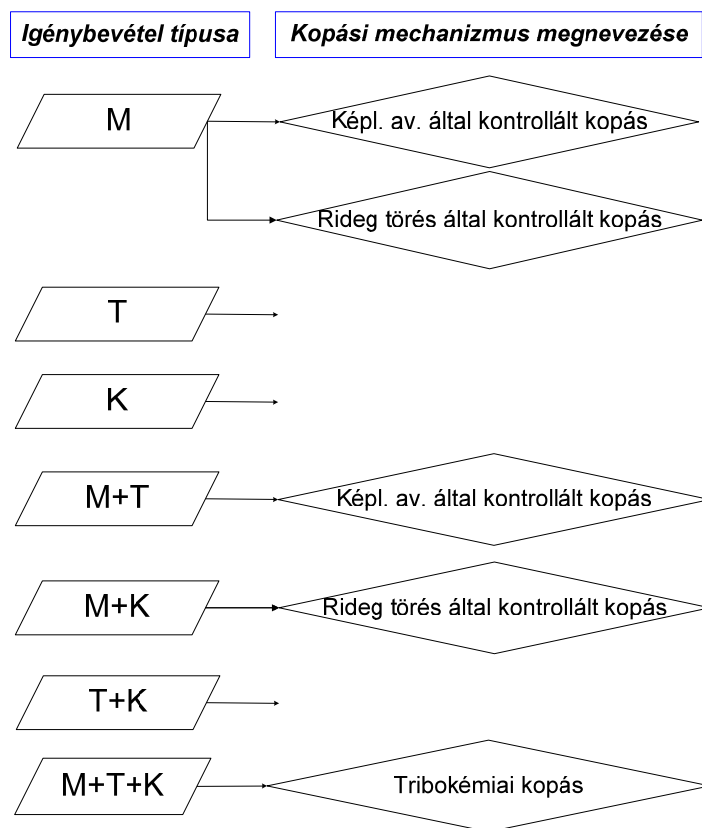 Igénybevétel típusa
Kopási mechanizmus megnevezése
M
Képl. av. által kontrollált kopás
Rideg törés által kontrollált kopás
T
K
M+T
Képl. av. által kontrollált kopás
M+K
Rideg törés által kontrollált kopás
T+K
M+T+K
Tribokémiai kopás